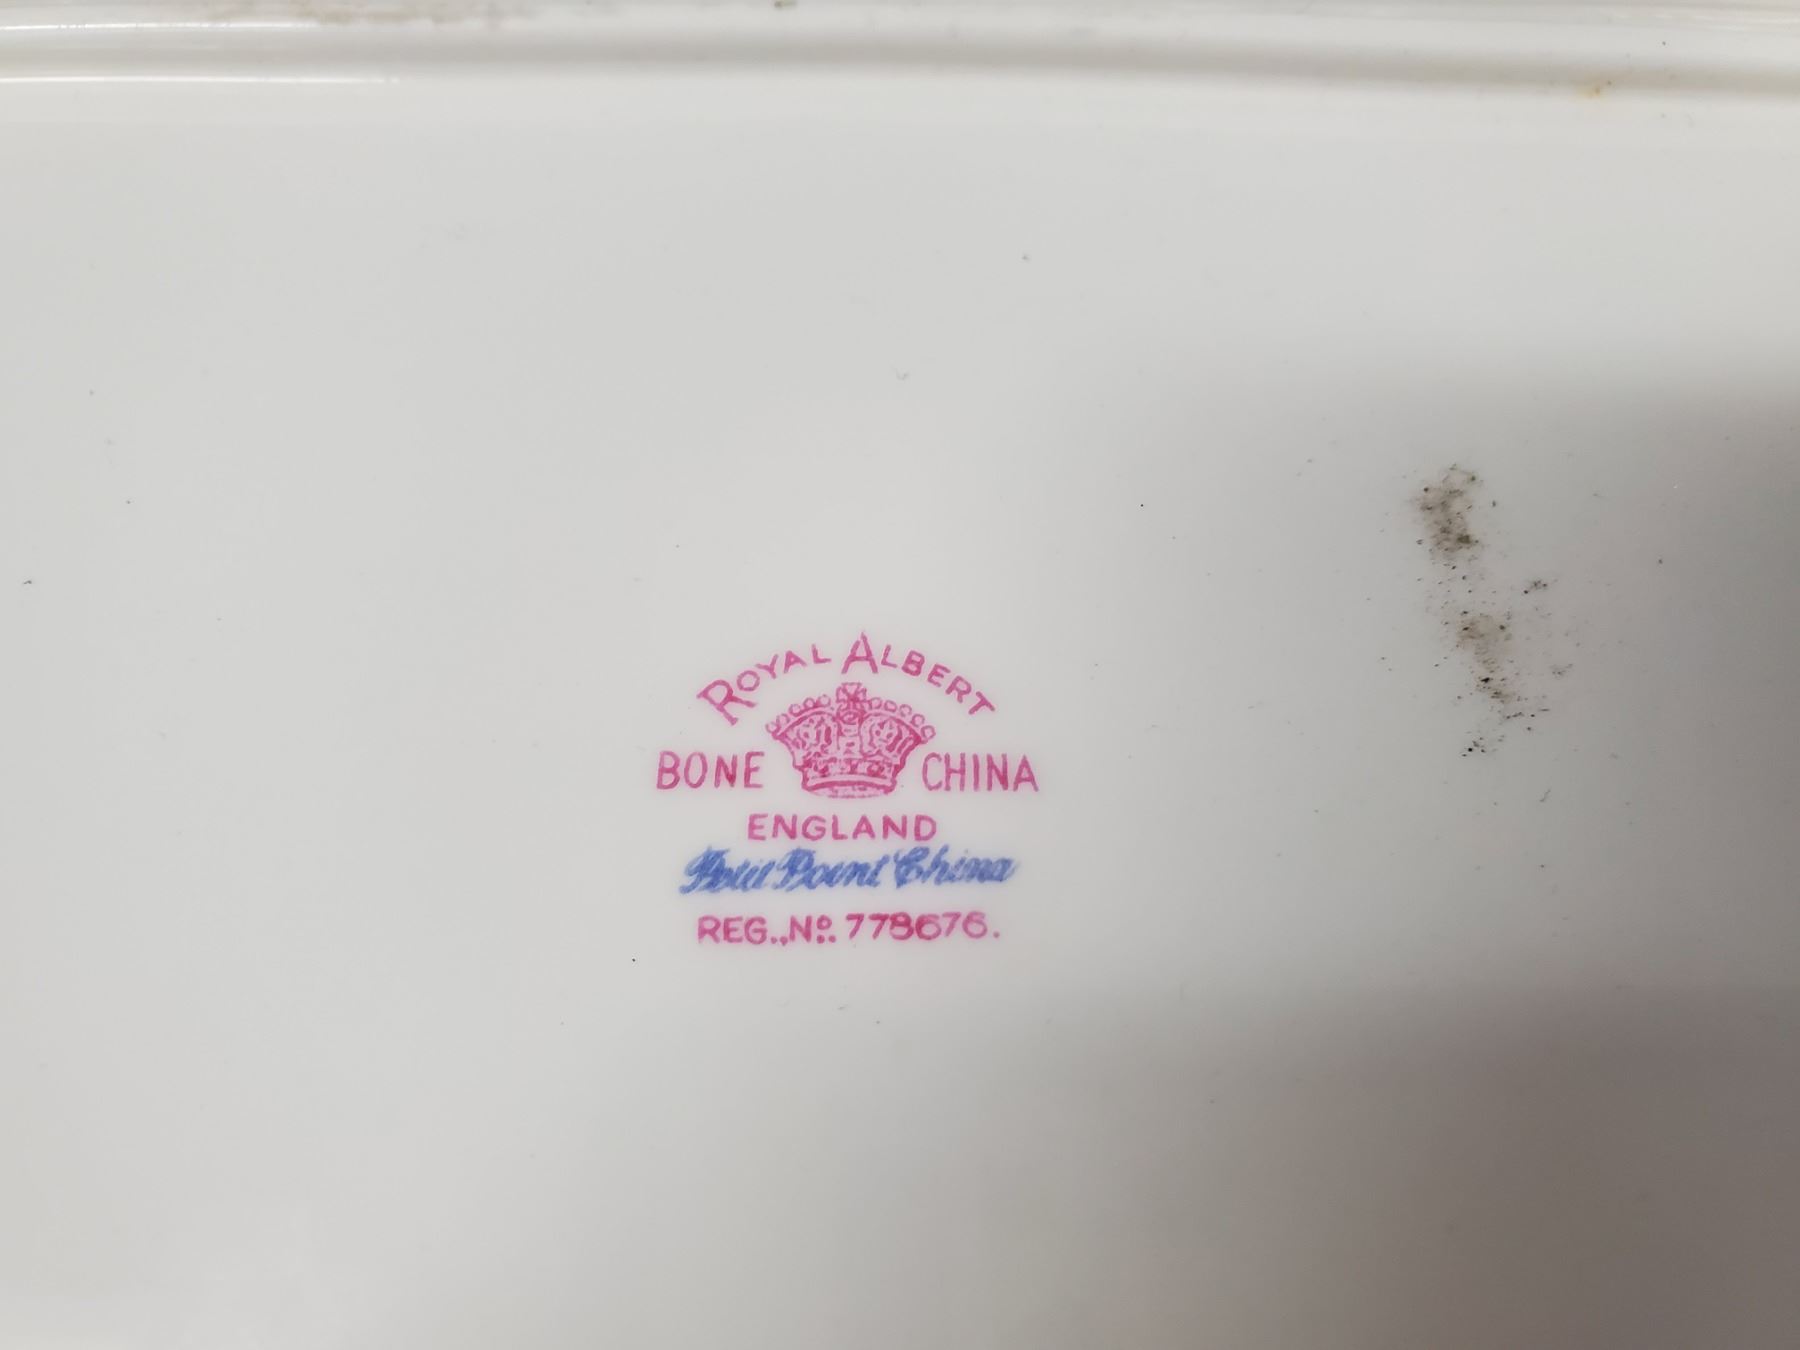 ROYAL ALBERT
BONE CHINA
ENGLAND
Petit Point China
REG., No. 778676.